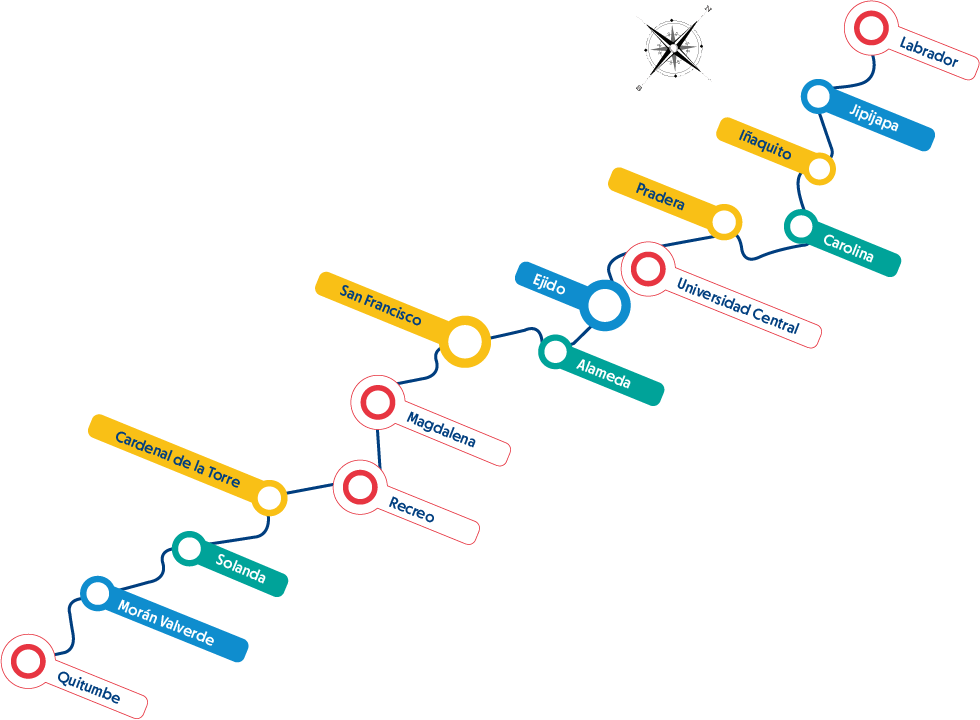 N
Labrador
Jipijapa
Iñaquito
Pradera
Carolina
Ejido
Universidad Central
San Francisco
Alameda
Magdalena
Cardenal de la Torre
Recreo
Solanda
Morán Valverde
Quitumbe